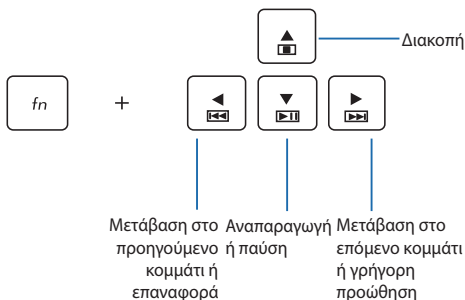 Διακοπή
fn
+
Μετάβαση στο
προηγούμενο
κομμάτι ή
επαναφορά
Αναπαραγωγή
ή παύση
Μετάβαση στο
επόμενο κομμάτι
ή γρήγορη
προώθηση